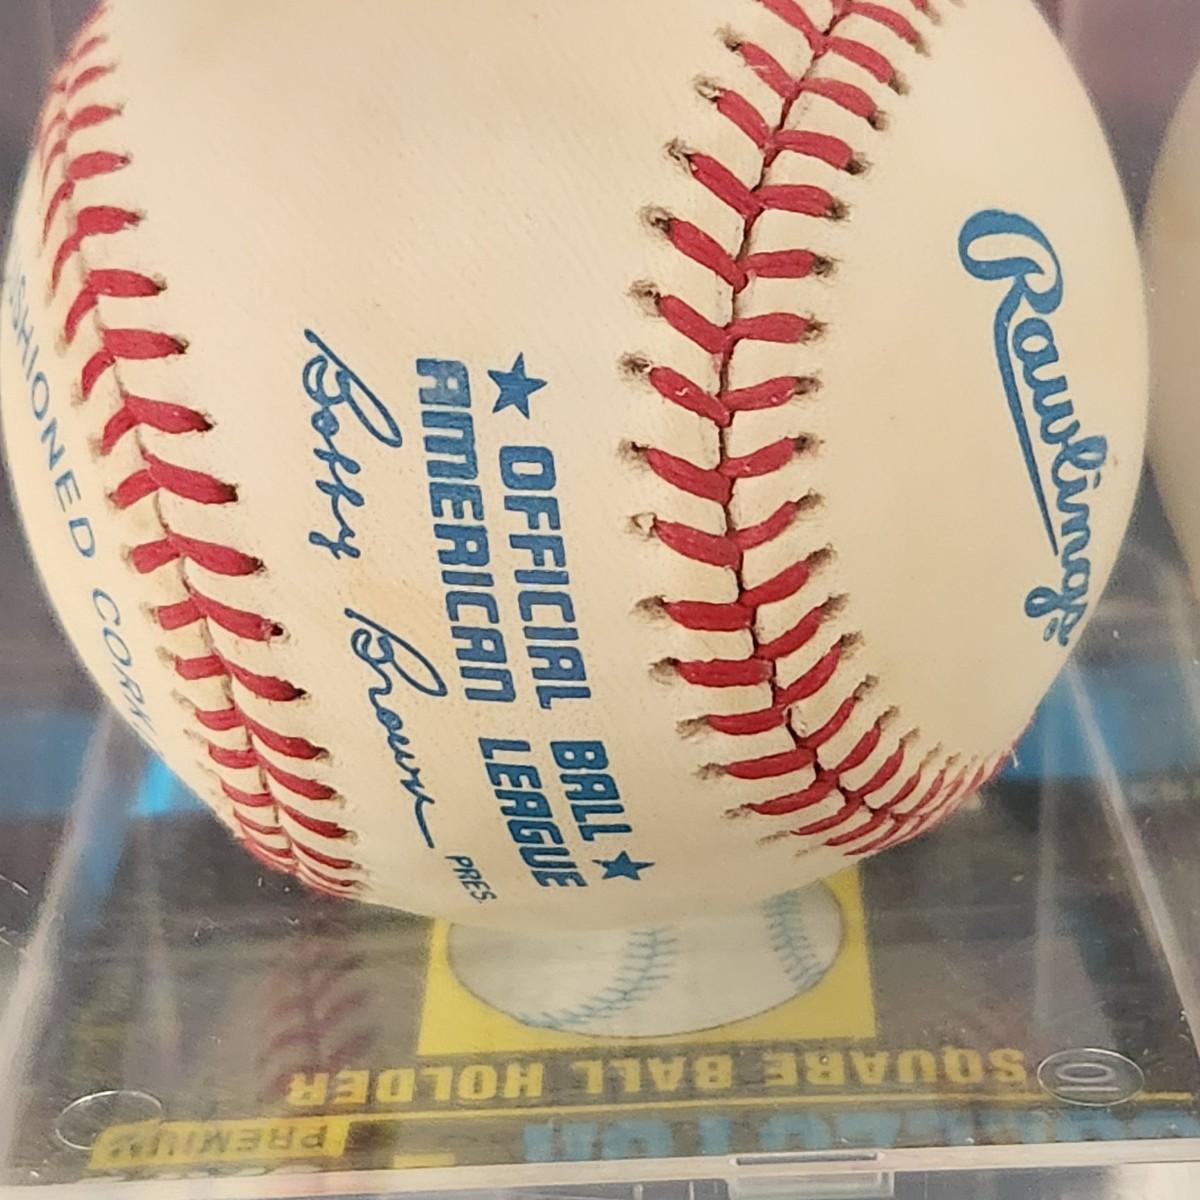 ★ OFFICIAL BALL ★
AMERICAN LEAGUE
Bobby Brown PRES.
Rawlings
SHIONED CORK
SQUARE BALL HOLDER
PREMIUM